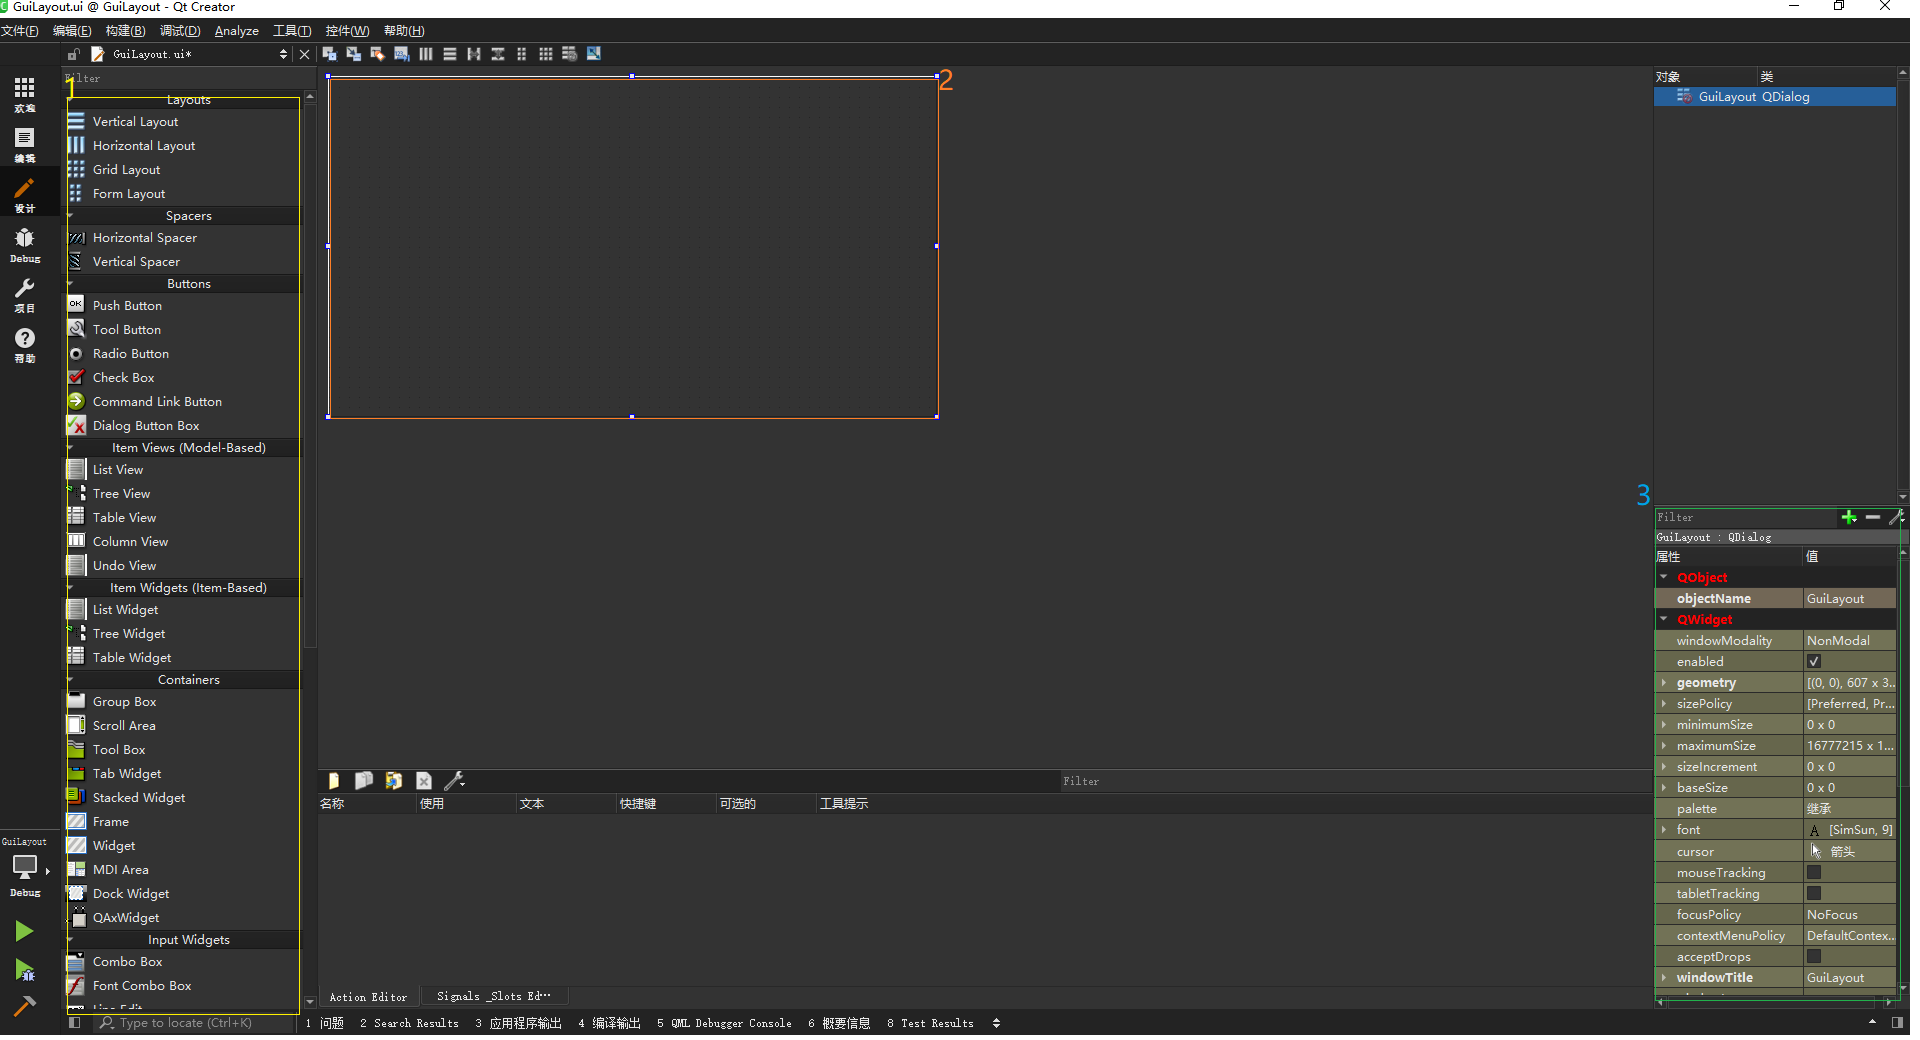 GuiLayout.ui @ GuiLayout - Qt Creator
文件(F) 编辑(E) 构建(B) 调试(D) Analyze 工具(T) 控件(W) 帮助(H)
GuiLayout.ui*
欢迎
编辑
设计
Debug
项目
帮助
GuiLayout
Debug
1
Filter
Layouts
Vertical Layout
Horizontal Layout
Grid Layout
Form Layout
Spacers
Horizontal Spacer
Vertical Spacer
Buttons
OK Push Button
Tool Button
Radio Button
Check Box
Command Link Button
Dialog Button Box
Item Views (Model-Based)
List View
Tree View
Table View
Column View
Undo View
Item Widgets (Item-Based)
List Widget
Tree Widget
Table Widget
Containers
Group Box
Scroll Area
Tool Box
Tab Widget
Stacked Widget
Frame
Widget
MDI Area
Dock Widget
QAxWidget
Input Widgets
Combo Box
Font Combo Box
Line Edit
2
Filter
名称 使用 文本 快捷键 可选的 工具提示
Action Editor Signals _Slots Ed···
对象 类
GuiLayout QDialog
3
Filter
GuiLayout : QDialog
属性 值
QObject
objectName GuiLayout
QWidget
windowModality NonModal
enabled
geometry [(0, 0), 607 x 3...
sizePolicy [Preferred, Pr...
minimumSize 0 x 0
maximumSize 16777215 x 1...
sizeIncrement 0 x 0
baseSize 0 x 0
palette 继承
font A [SimSun, 9]
cursor 箭头
mouseTracking
tabletTracking
focusPolicy NoFocus
contextMenuPolicy DefaultContex...
acceptDrops
windowTitle GuiLayout
Type to locate (Ctrl+K) 1 问题 2 Search Results 3 应用程序输出 4 编译输出 5 QML Debugger Console 6 概要信息 8 Test Results